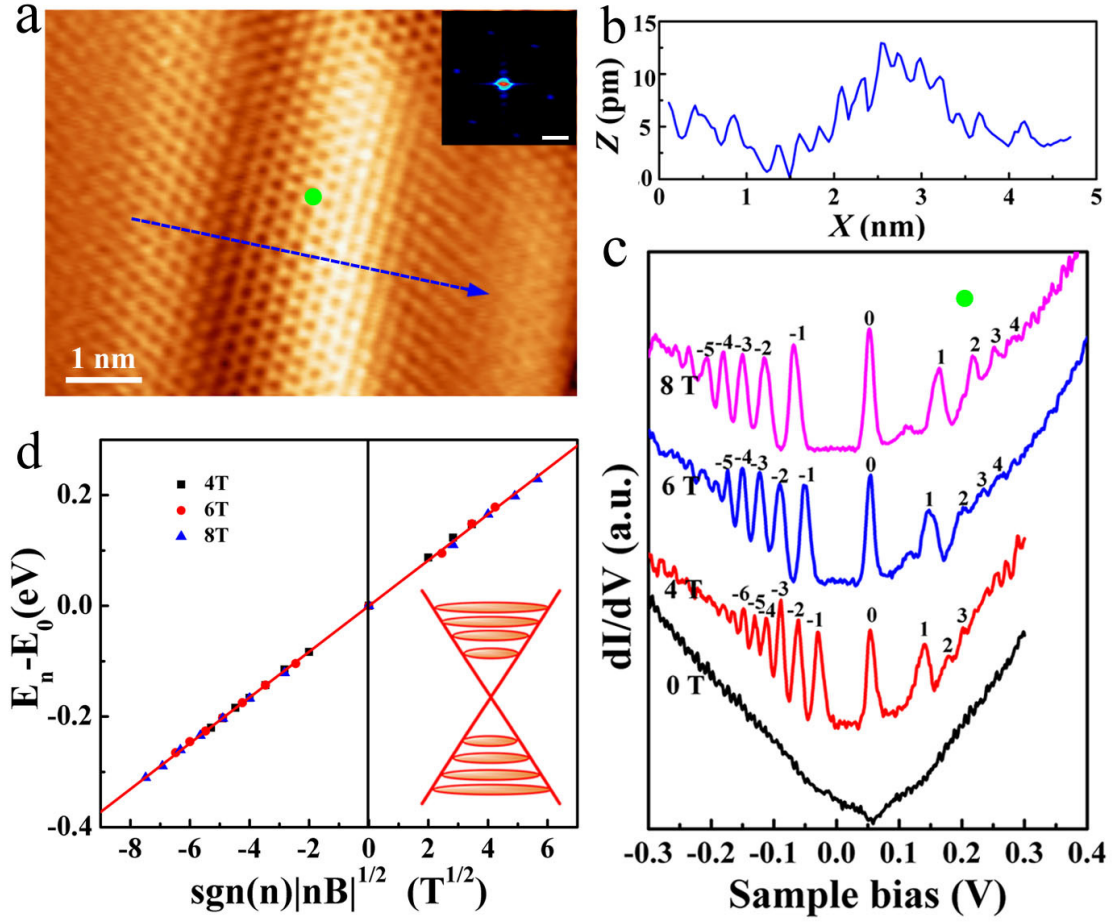 a
1 nm
b
15
10
5
0
Z (pm)
0 1 2 3 4 5
X (nm)
c
0
-5 -4 -3 -2 -1 1 2 3 4
8 T
0
-5 -4 -3 -2 -1 1 2 3 4
6 T
0
-6 -5 -4 -3 -2 -1 1 2 3
4 T
0 T
dI/dV (a.u.)
-0.3 -0.2 -0.1 0.0 0.1 0.2 0.3 0.4
Sample bias (V)
d
4T
6T
8T
0.2
0.0
-0.2
-0.4
Eₙ-E₀(eV)
-8 -6 -4 -2 0 2 4 6
sgn(n)|nB|^1/2 (T^1/2)